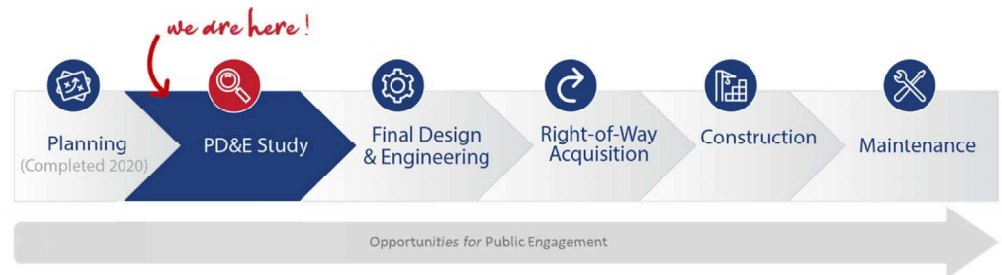 we are here!
Planning
(Completed 2020)
PD&E Study
Final Design
& Engineering
Right-of-Way
Acquisition
Construction
Maintenance
Opportunities for Public Engagement